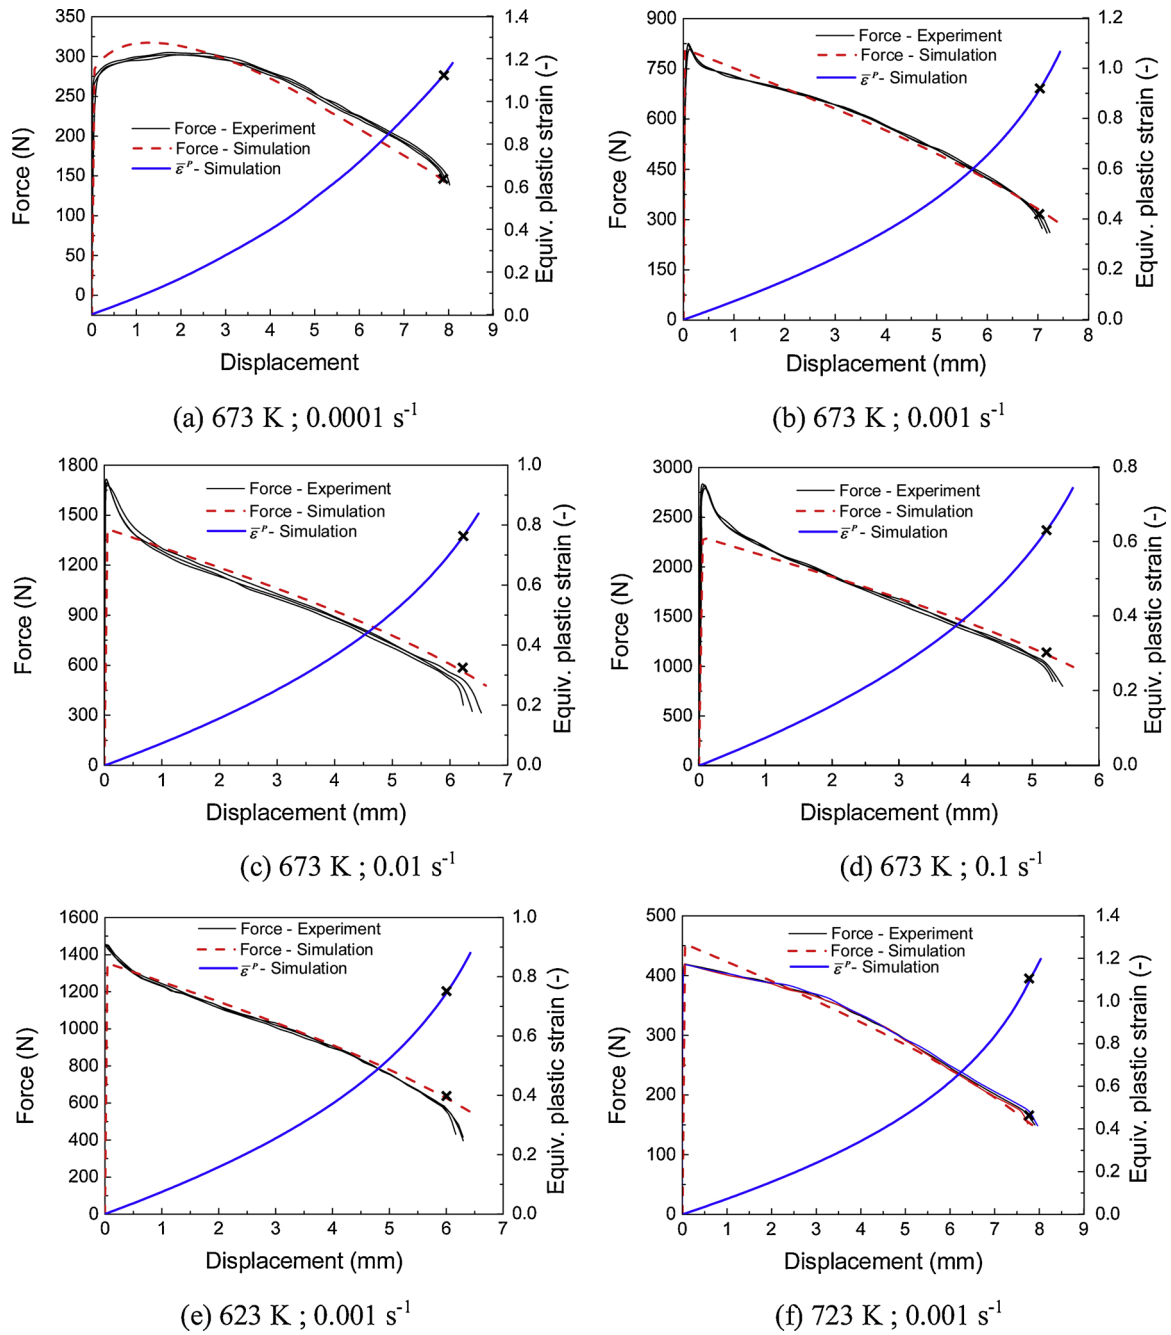 350
300
250
200
150
100
50
0
Force (N)
1.4
1.2
1.0
0.8
0.6
0.4
0.2
0.0
Equiv. plastic strain (-)
Force - Experiment
Force - Simulation
ε̅ᴾ- Simulation
0 1 2 3 4 5 6 7 8 9
Displacement
(a) 673 K ; 0.0001 s⁻¹
900
750
600
450
300
150
0
Force (N)
1.2
1.0
0.8
0.6
0.4
0.2
0.0
Equiv. plastic strain (-)
Force - Experiment
Force - Simulation
ε̅ᴾ- Simulation
0 1 2 3 4 5 6 7 8
Displacement (mm)
(b) 673 K ; 0.001 s⁻¹
1800
1500
1200
900
600
300
0
Force (N)
1.0
0.8
0.6
0.4
0.2
0.0
Equiv. plastic strain (-)
Force - Experiment
Force - Simulation
ε̅ᴾ- Simulation
0 1 2 3 4 5 6 7
Displacement (mm)
(c) 673 K ; 0.01 s⁻¹
3000
2500
2000
1500
1000
500
0
Force (N)
0.8
0.6
0.4
0.2
0.0
Equiv. plastic strain (-)
Force - Experiment
Force - Simulation
ε̅ᴾ- Simulation
0 1 2 3 4 5 6
Displacement (mm)
(d) 673 K ; 0.1 s⁻¹
1600
1400
1200
1000
800
600
400
200
0
Force (N)
1.0
0.8
0.6
0.4
0.2
0.0
Equiv. plastic strain (-)
Force - Experiment
Force - Simulation
ε̅ᴾ- Simulation
0 1 2 3 4 5 6 7
Displacement (mm)
(e) 623 K ; 0.001 s⁻¹
500
400
300
200
100
0
Force (N)
1.4
1.2
1.0
0.8
0.6
0.4
0.2
0.0
Equiv. plastic strain (-)
Force - Experiment
Force - Simulation
ε̅ᴾ- Simulation
0 1 2 3 4 5 6 7 8 9
Displacement (mm)
(f) 723 K ; 0.001 s⁻¹